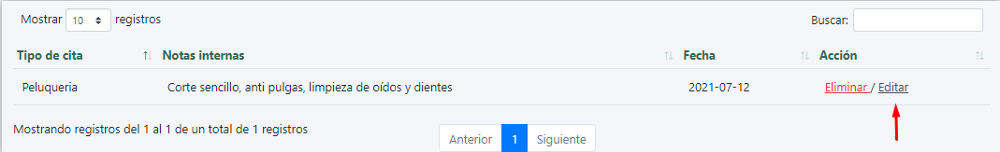 Mostrar 10 registros Buscar:
Tipo de cita Notas internas Fecha Acción
Peluqueria Corte sencillo, anti pulgas, limpieza de oídos y dientes 2021-07-12 Eliminar / Editar
Mostrando registros del 1 al 1 de un total de 1 registros
Anterior 1 Siguiente